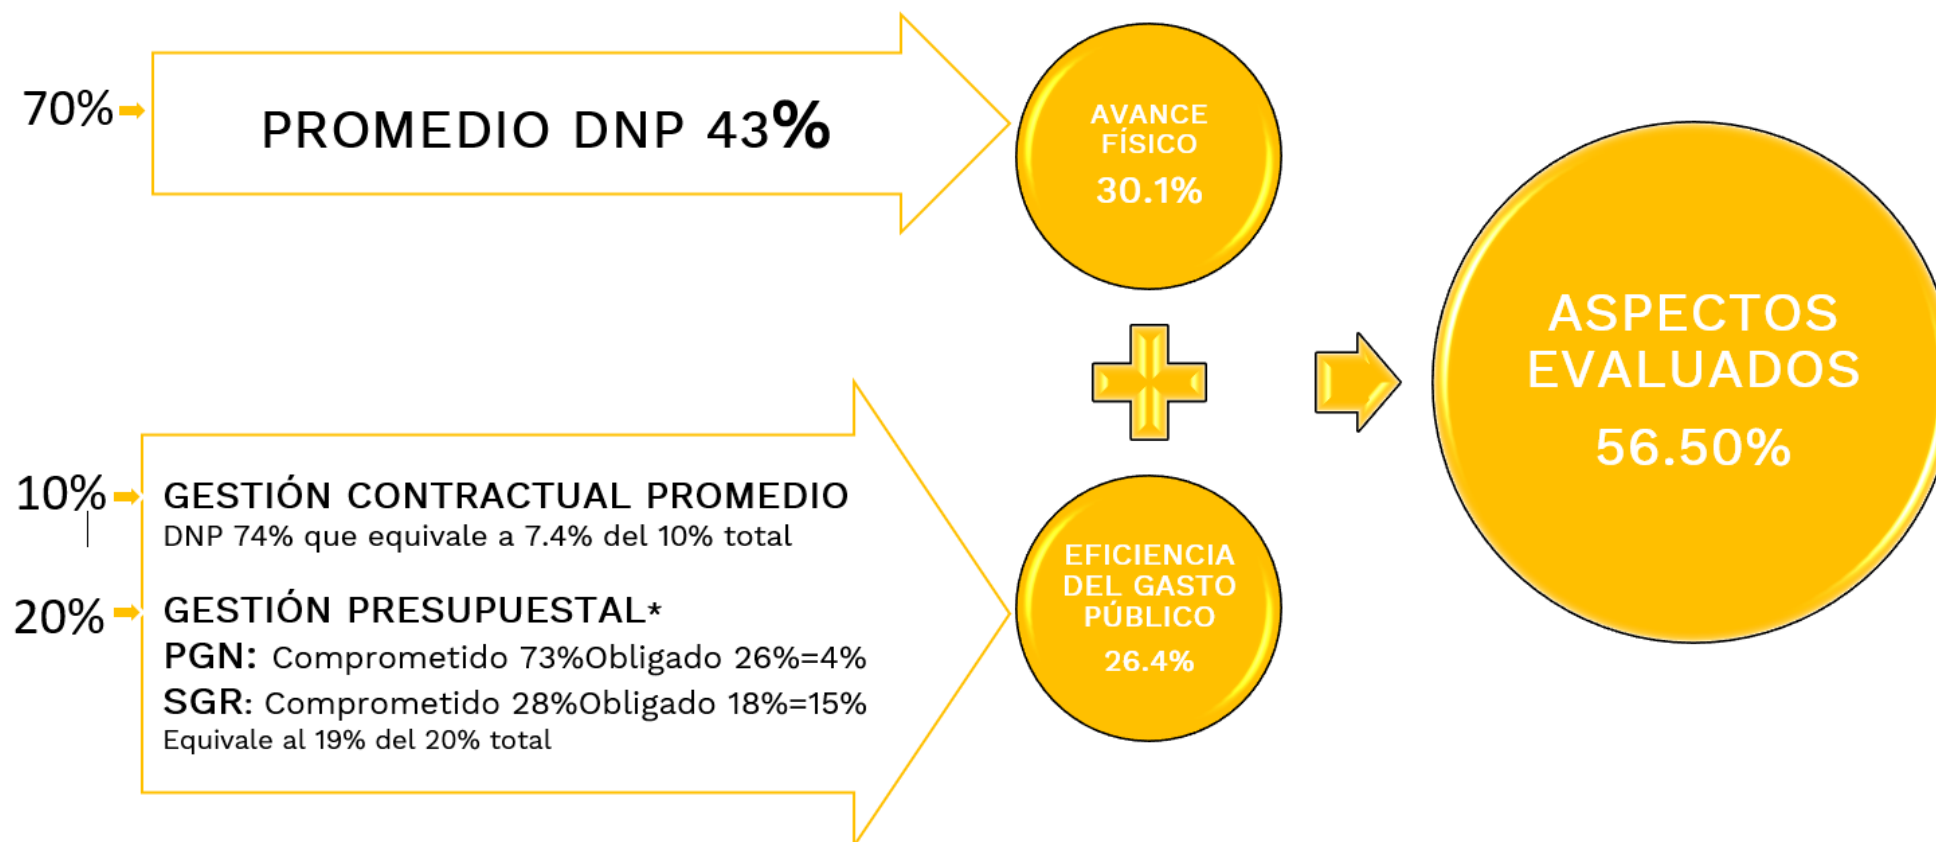 70%
PROMEDIO DNP 43%
AVANCE
FÍSICO
30.1%
10%
GESTIÓN CONTRACTUAL PROMEDIO
DNP 74% que equivale a 7.4% del 10% total
20%
GESTIÓN PRESUPUESTAL*
PGN: Comprometido 73%Obligado 26%=4%
SGR: Comprometido 28%Obligado 18%=15%
Equivale al 19% del 20% total
EFICIENCIA
DEL GASTO
PÚBLICO
26.4%
ASPECTOS
EVALUADOS
56.50%